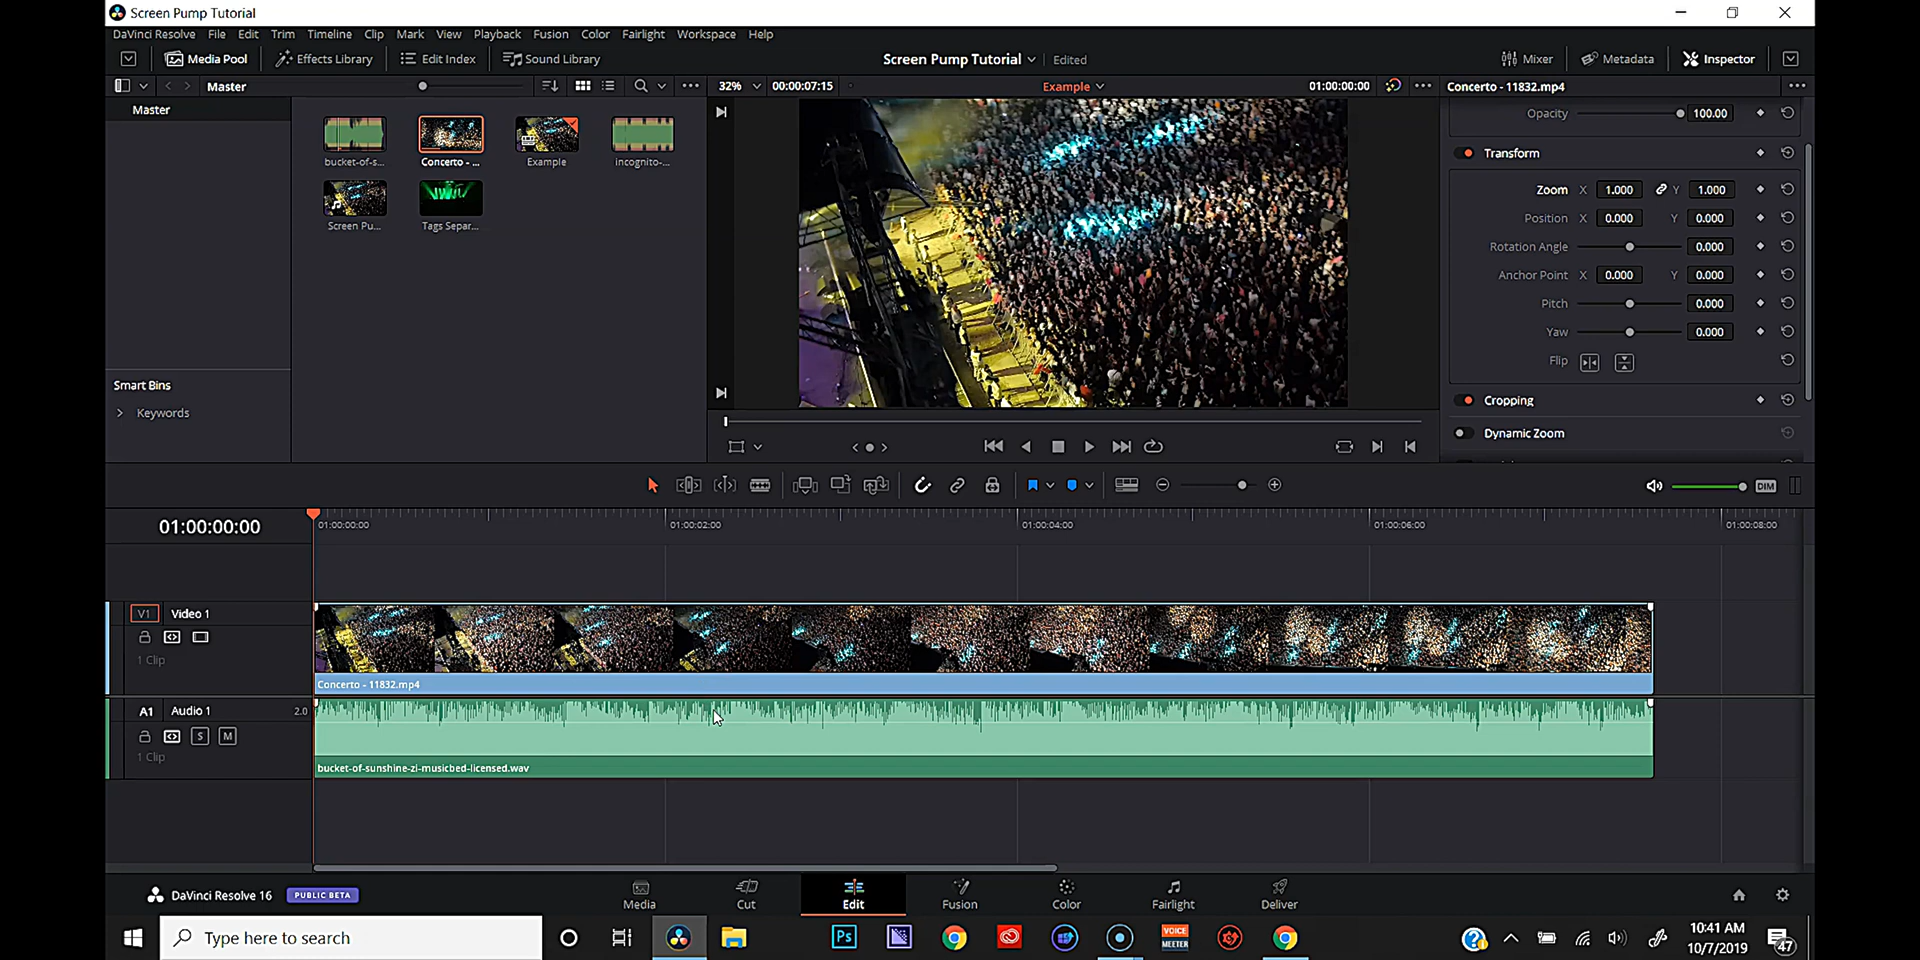 Screen Pump Tutorial
DaVinci Resolve File Edit Trim Timeline Clip Mark View Playback Fusion Color Fairlight Workspace Help
Media Pool Effects Library Edit Index Sound Library Screen Pump Tutorial Edited Mixer Metadata Inspector
Master 32% 00:00:07:15 Example 01:00:00:00 Concerto - 11832.mp4
Master
bucket-of-s... Concerto - ... Example incognito-...
Screen Pu... Tags Separ...
Smart Bins
Keywords
Opacity 100.00
Transform
Zoom X 1.000 Y 1.000
Position X 0.000 Y 0.000
Rotation Angle 0.000
Anchor Point X 0.000 Y 0.000
Pitch 0.000
Yaw 0.000
Flip
Cropping
Dynamic Zoom
DIM
01:00:00:00
01:00:00:00 01:00:02:00 01:00:04:00 01:00:06:00 01:00:08:00
V1 Video 1
1 Clip
Concerto - 11832.mp4
A1 Audio 1 2.0
S M
1 Clip
bucket-of-sunshine-zi-musicbed-licensed.wav
DaVinci Resolve 16 PUBLIC BETA
Media Cut Edit Fusion Color Fairlight Deliver
Type here to search
Ps
VOICE
MEETER
10:41 AM
10/7/2019
47